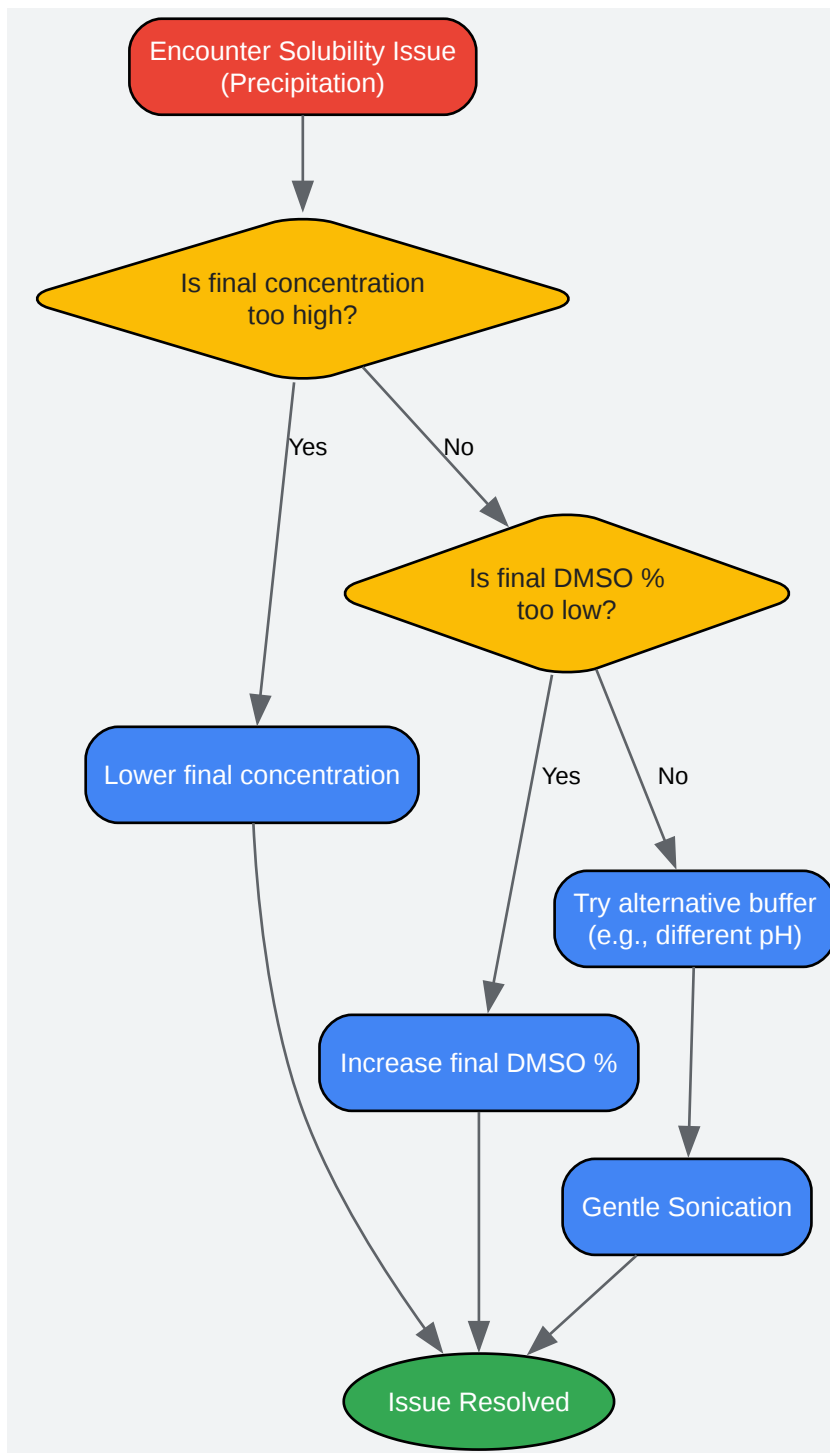 Encounter Solubility Issue
(Precipitation)
Is final concentration
too high?
Yes
No
Is final DMSO %
too low?
Lower final concentration
Yes
No
Try alternative buffer
(e.g., different pH)
Increase final DMSO %
Gentle Sonication
Issue Resolved